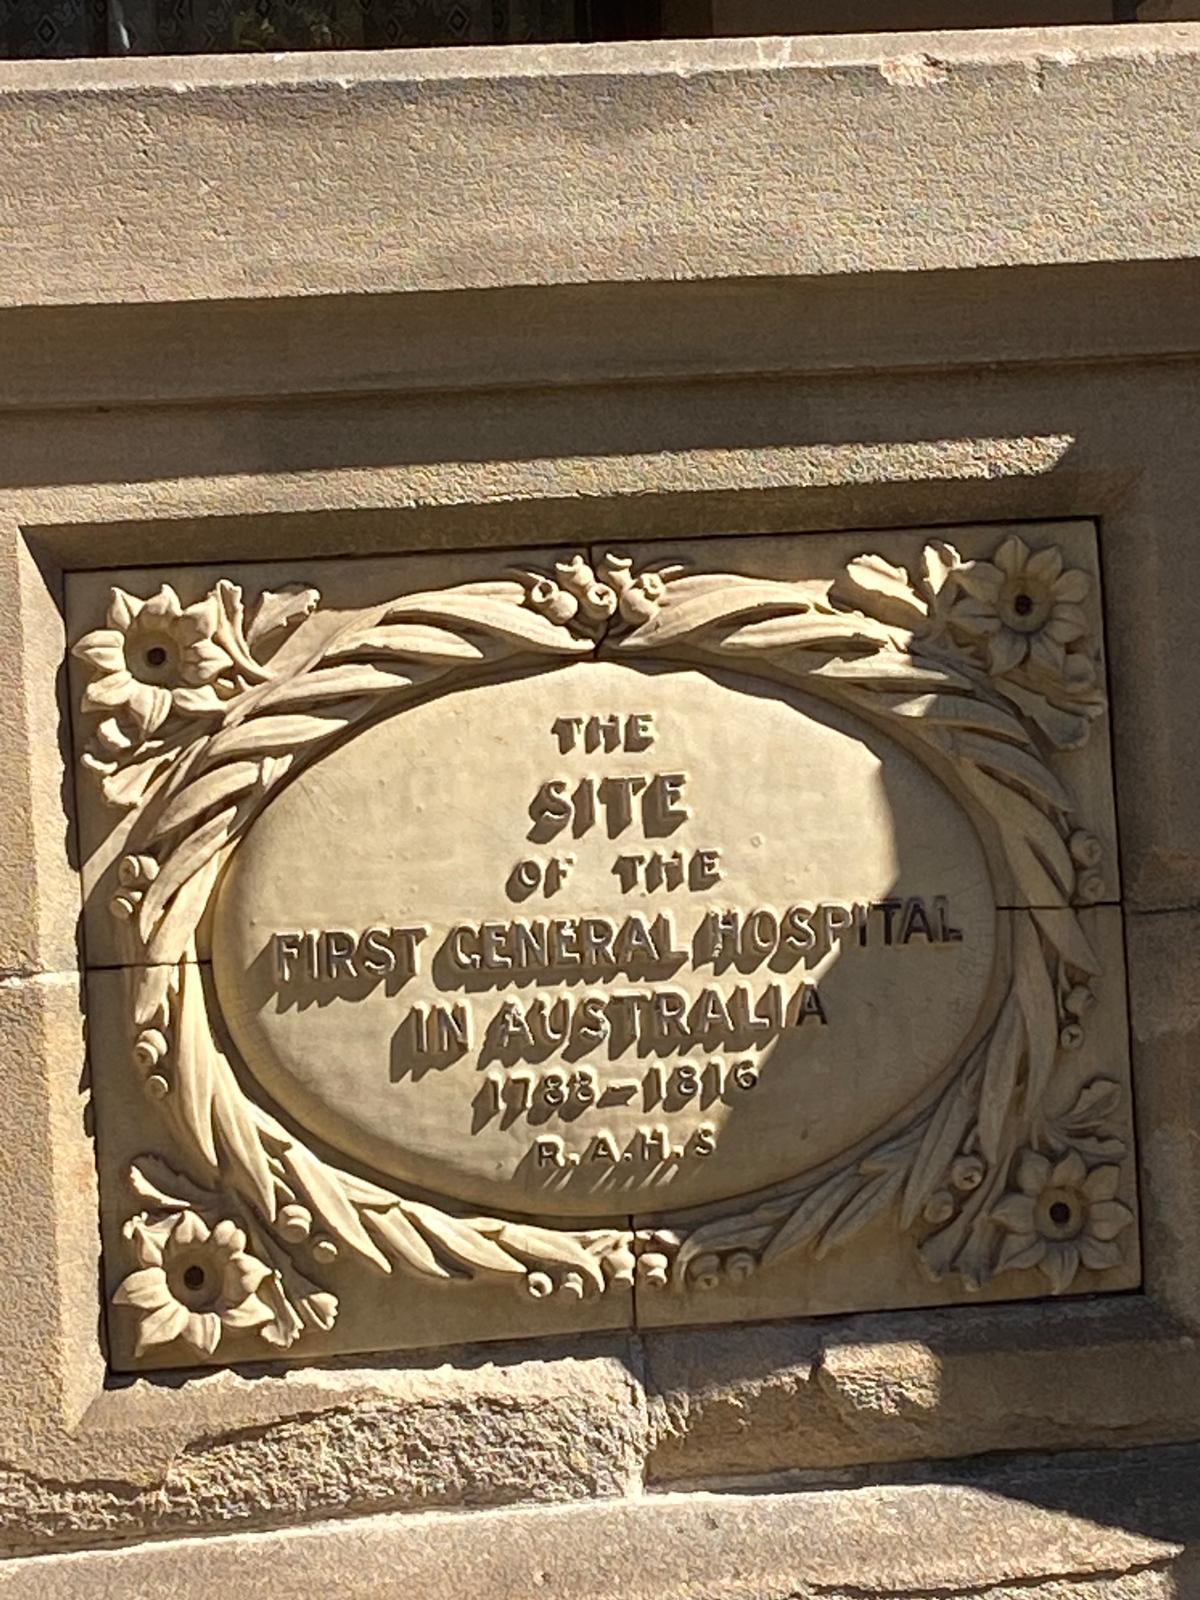 THE
SITE
OF THE
FIRST GENERAL HOSPITAL
IN AUSTRALIA
1788–1816
R.A.H.S